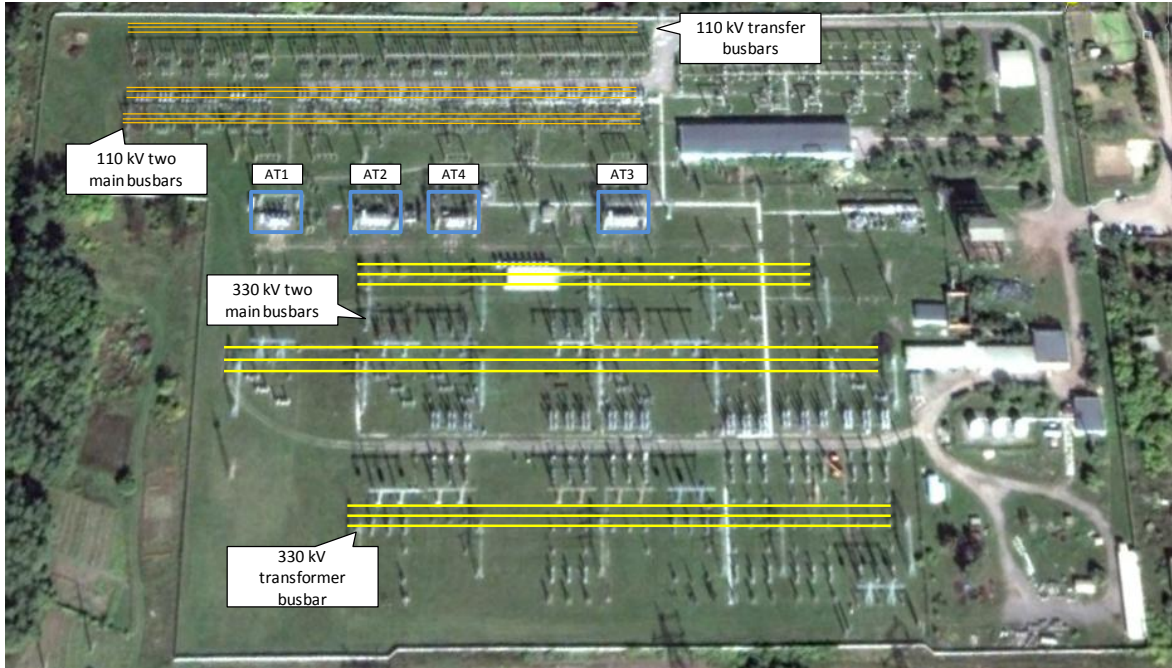 110 kV transfer
busbars
110 kV two
main busbars
AT1
AT2
AT4
AT3
330 kV two
main busbars
330 kV
transformer
busbar